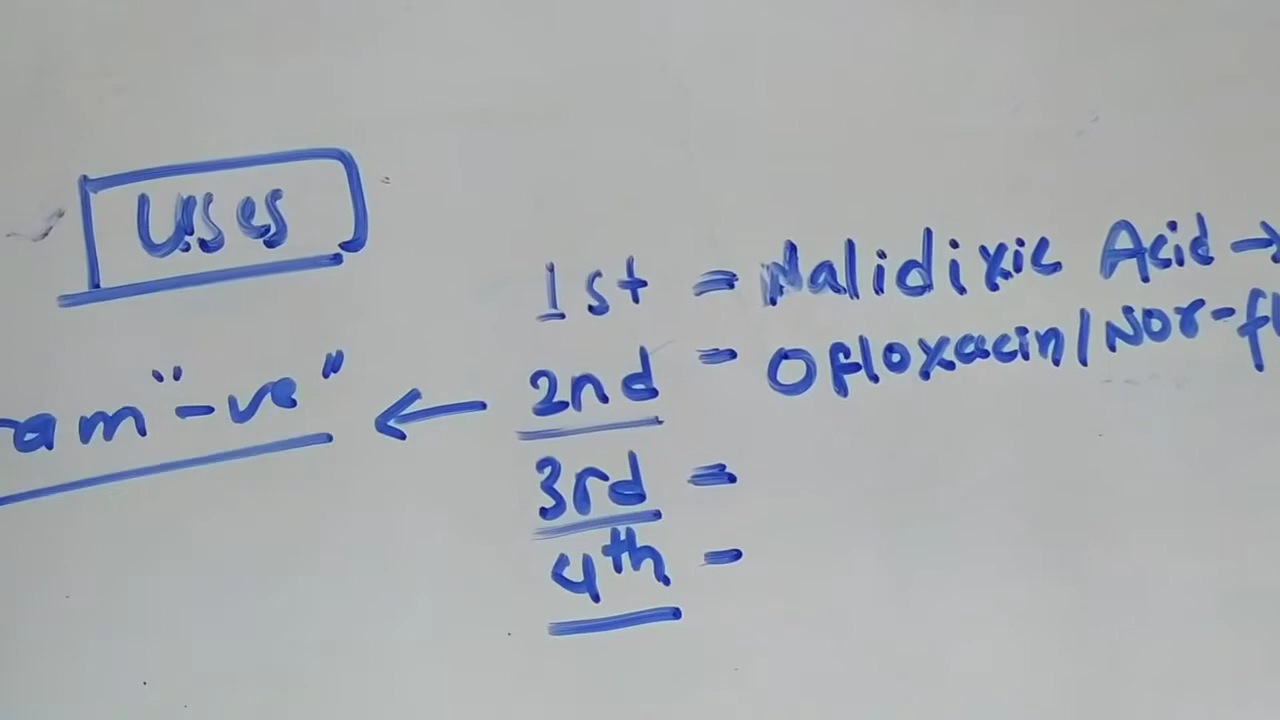 Uses
1st = Nalidixic Acid →
2nd = Ofloxacin/Nor-fl
ram "-ve" ←
3rd =
4th =